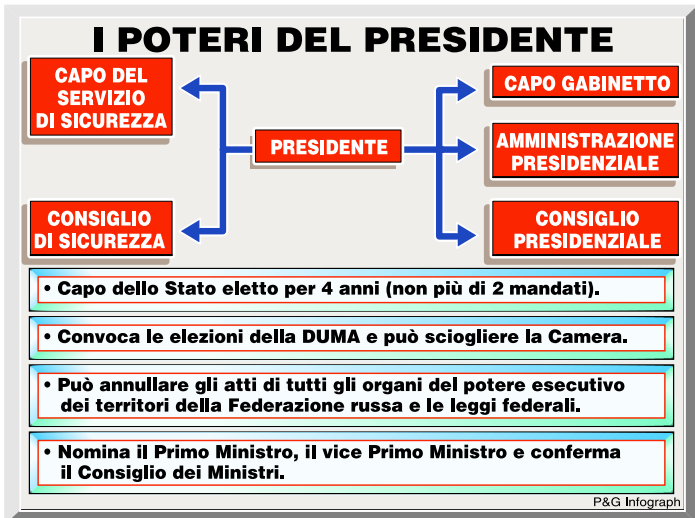 I POTERI DEL PRESIDENTE
CAPO DEL
SERVIZIO
DI SICUREZZA
CAPO GABINETTO
PRESIDENTE
AMMINISTRAZIONE
PRESIDENZIALE
CONSIGLIO
DI SICUREZZA
CONSIGLIO
PRESIDENZIALE
• Capo dello Stato eletto per 4 anni (non più di 2 mandati).
• Convoca le elezioni della DUMA e può sciogliere la Camera.
• Può annullare gli atti di tutti gli organi del potere esecutivo
dei territori della Federazione russa e le leggi federali.
• Nomina il Primo Ministro, il vice Primo Ministro e conferma
il Consiglio dei Ministri.
P&G Infograph